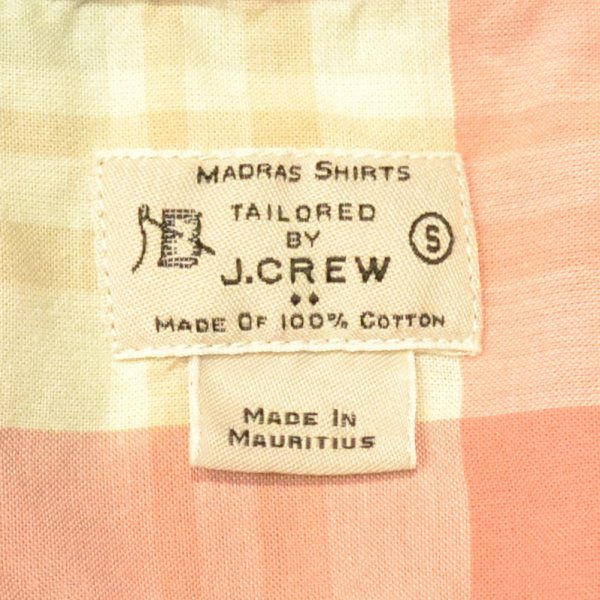 MADRAS SHIRTS
TAILORED
BY
S
J.CREW
MADE OF 100% COTTON
MADE IN
MAURITIUS